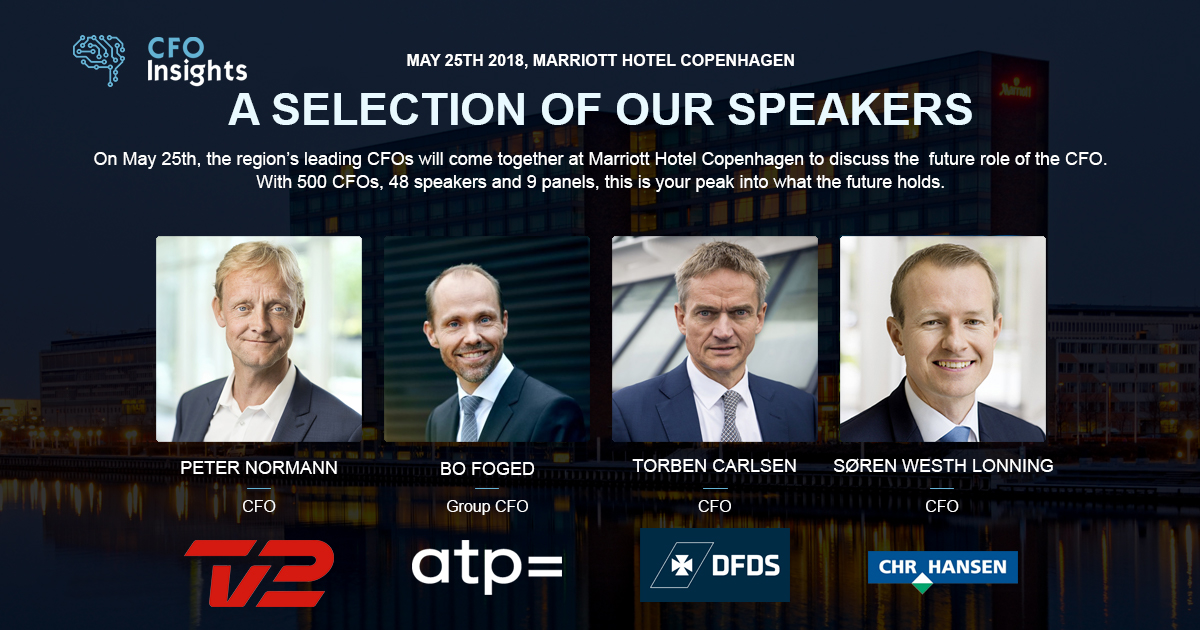 CFO
Insights
MAY 25TH 2018, MARRIOTT HOTEL COPENHAGEN
Marriott
A SELECTION OF OUR SPEAKERS
On May 25th, the region's leading CFOs will come together at Marriott Hotel Copenhagen to discuss the future role of the CFO.
With 500 CFOs, 48 speakers and 9 panels, this is your peak into what the future holds.
PETER NORMANN
BO FOGED
TORBEN CARLSEN
SØREN WESTH LONNING
CFO
Group CFO
CFO
CFO
TV2
atp=
DFDS
CHR HANSEN